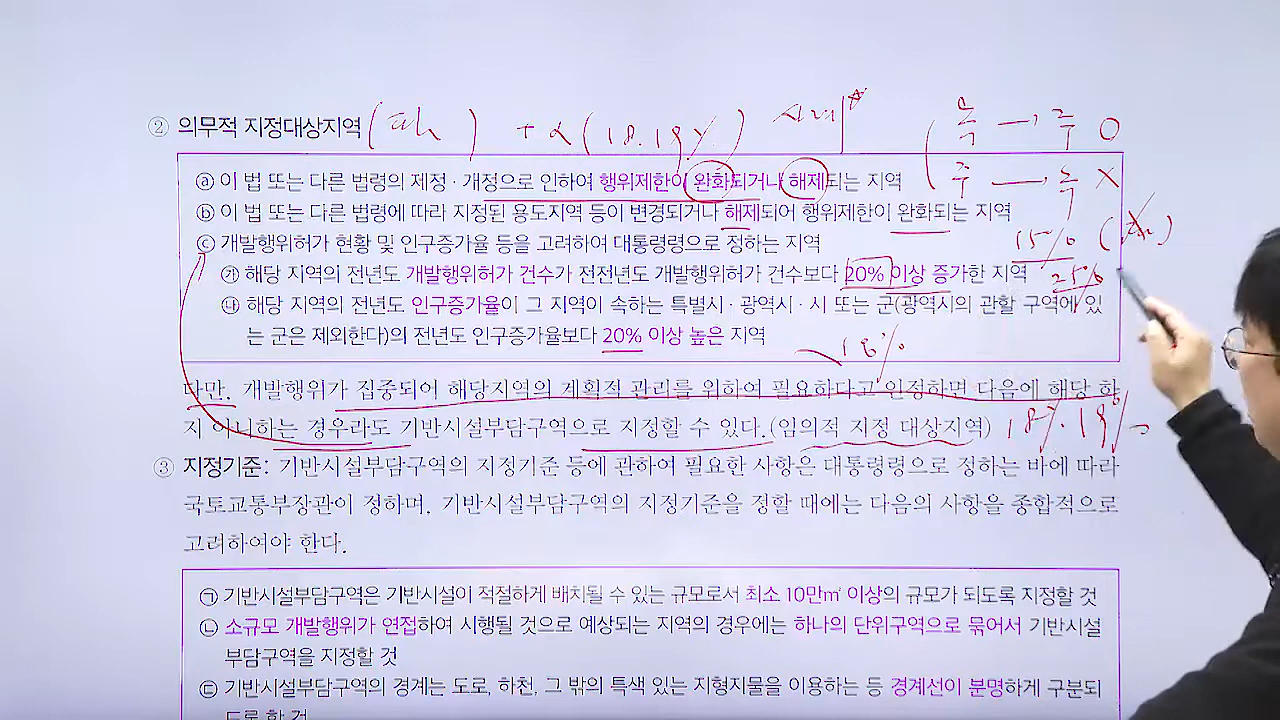 ② 의무적 지정대상지역 ( 파node ) + α ( 18. 19% ) 시레
녹 → 주 O
ⓐ 이 법 또는 다른 법령의 제정·개정으로 인하여 행위제한이 완화되거나 해제되는 지역
주 → 녹 X
ⓑ 이 법 또는 다른 법령에 따라 지정된 용도지역 등이 변경되거나 해제되어 행위제한이 완화되는 지역
ⓒ 개발행위허가 현황 및 인구증가율 등을 고려하여 대통령령으로 정하는 지역
15%
㉮ 해당 지역의 전년도 개발행위허가 건수가 전전년도 개발행위허가 건수보다 20% 이상 증가한 지역
25%
㉯ 해당 지역의 전년도 인구증가율이 그 지역이 속하는 특별시·광역시·시 또는 군(광역시의 관할 구역에 있
는 군은 제외한다)의 전년도 인구증가율보다 20% 이상 높은 지역
18%
다만, 개발행위가 집중되어 해당지역의 계획적 관리를 위하여 필요하다고 인정하면 다음에 해당 하
지 아니하는 경우라도 기반시설부담구역으로 지정할 수 있다.(임의적 지정 대상지역) 18%. 19%
③ 지정기준: 기반시설부담구역의 지정기준 등에 관하여 필요한 사항은 대통령령으로 정하는 바에 따라
국토교통부장관이 정하며, 기반시설부담구역의 지정기준을 정할 때에는 다음의 사항을 종합적으로
고려하여야 한다.
㉠ 기반시설부담구역은 기반시설이 적절하게 배치될 수 있는 규모로서 최소 10만㎡ 이상의 규모가 되도록 지정할 것
㉡ 소규모 개발행위가 연접하여 시행될 것으로 예상되는 지역의 경우에는 하나의 단위구역으로 묶어서 기반시설
부담구역을 지정할 것
㉢ 기반시설부담구역의 경계는 도로, 하천, 그 밖의 특색 있는 지형지물을 이용하는 등 경계선이 분명하게 구분되
도록 할 것